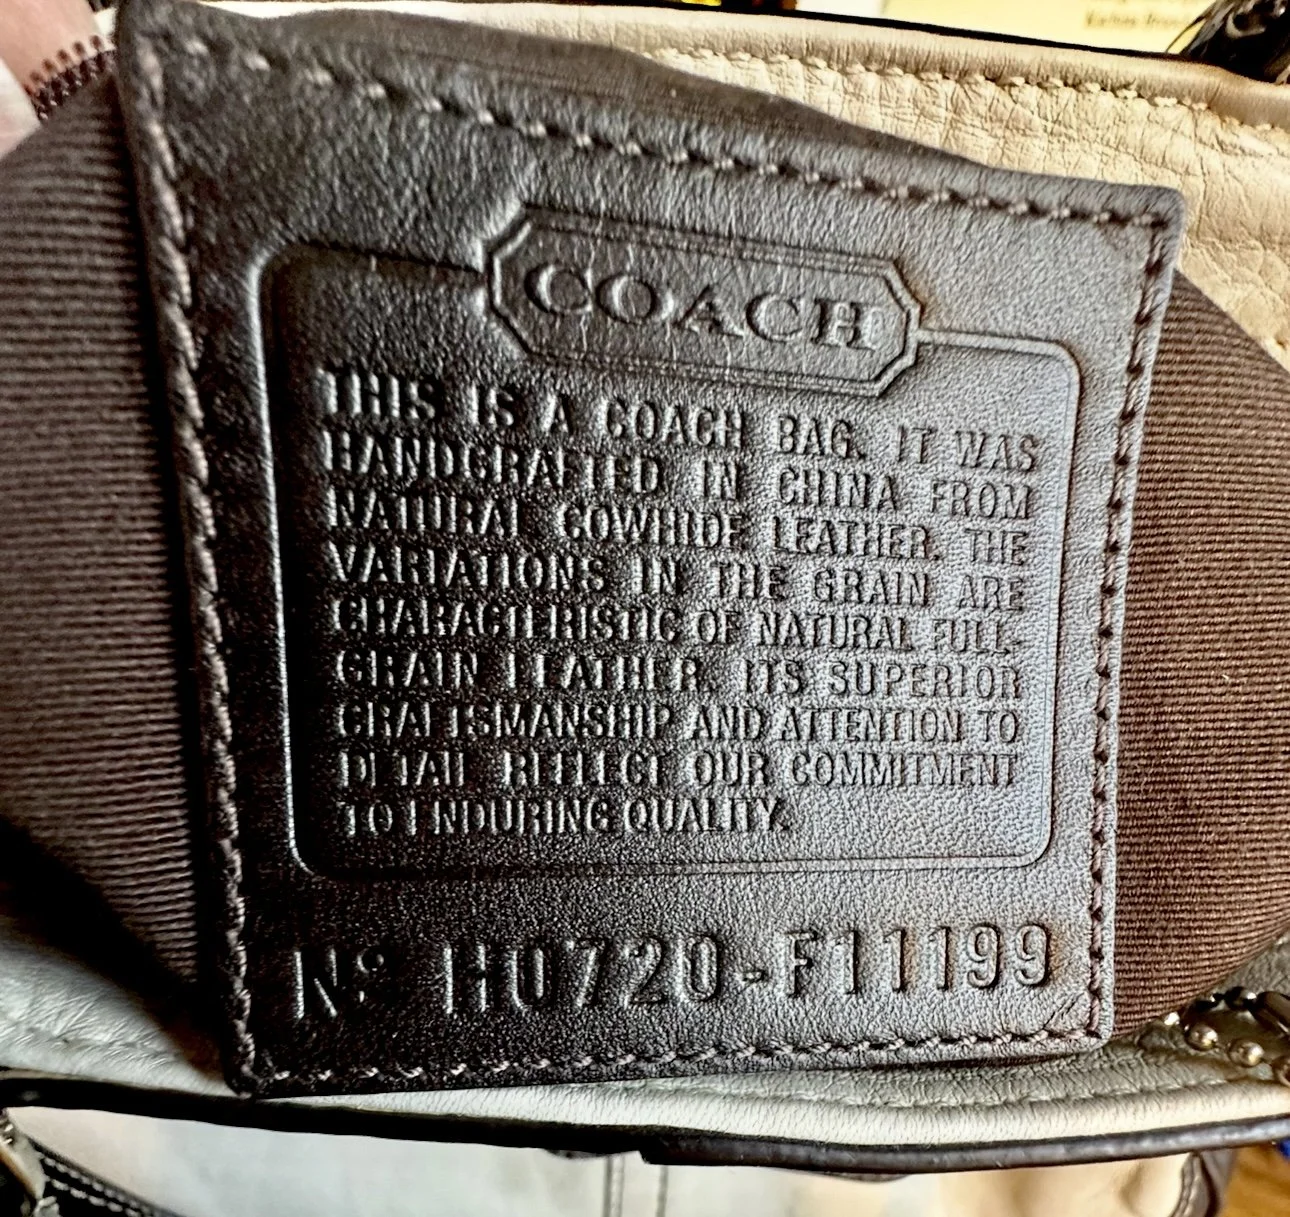 COACH
THIS IS A COACH BAG. IT WAS
HANDCRAFTED IN CHINA FROM
NATURAL COWHIDE LEATHER. THE
VARIATIONS IN THE GRAIN ARE
CHARACTERISTIC OF NATURAL FULL-
GRAIN LEATHER. ITS SUPERIOR
CRAFTSMANSHIP AND ATTENTION TO
DETAIL REFLECT OUR COMMITMENT
TO ENDURING QUALITY.
Nº H0720-F11199